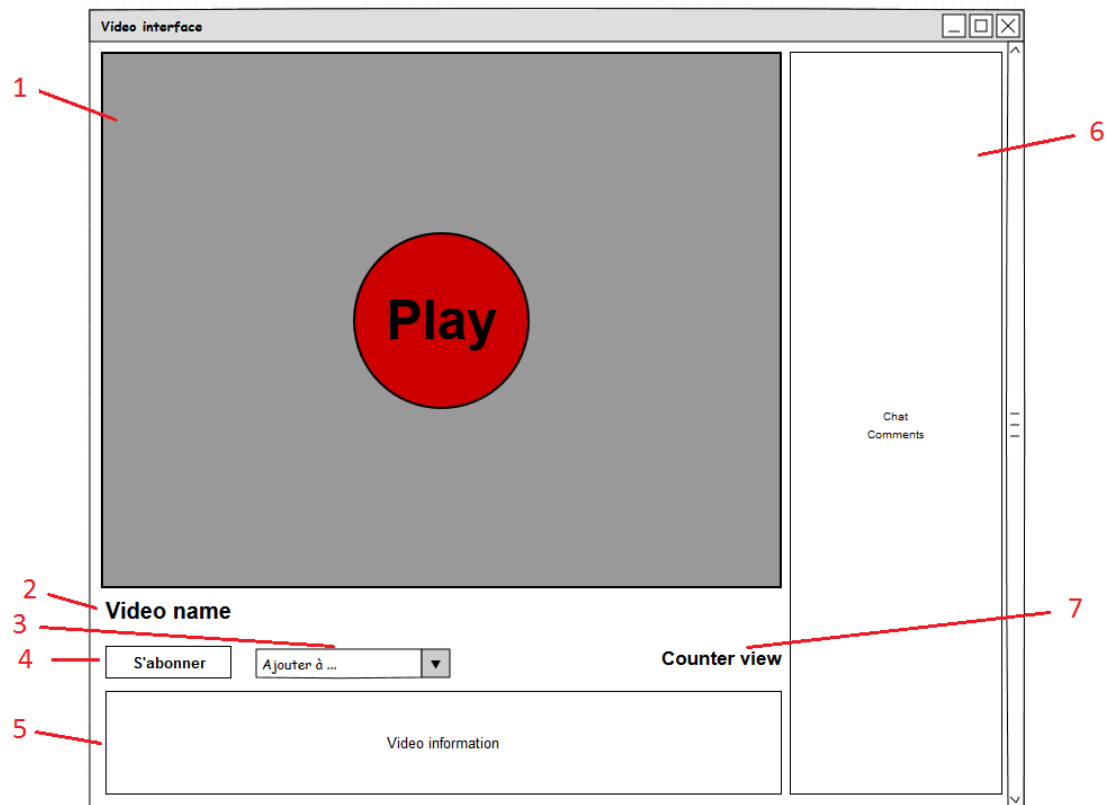 Video interface
1
6
Play
Chat
Comments
2
Video name
3
7
4
S'abonner
Ajouter à ...
Counter view
5
Video information